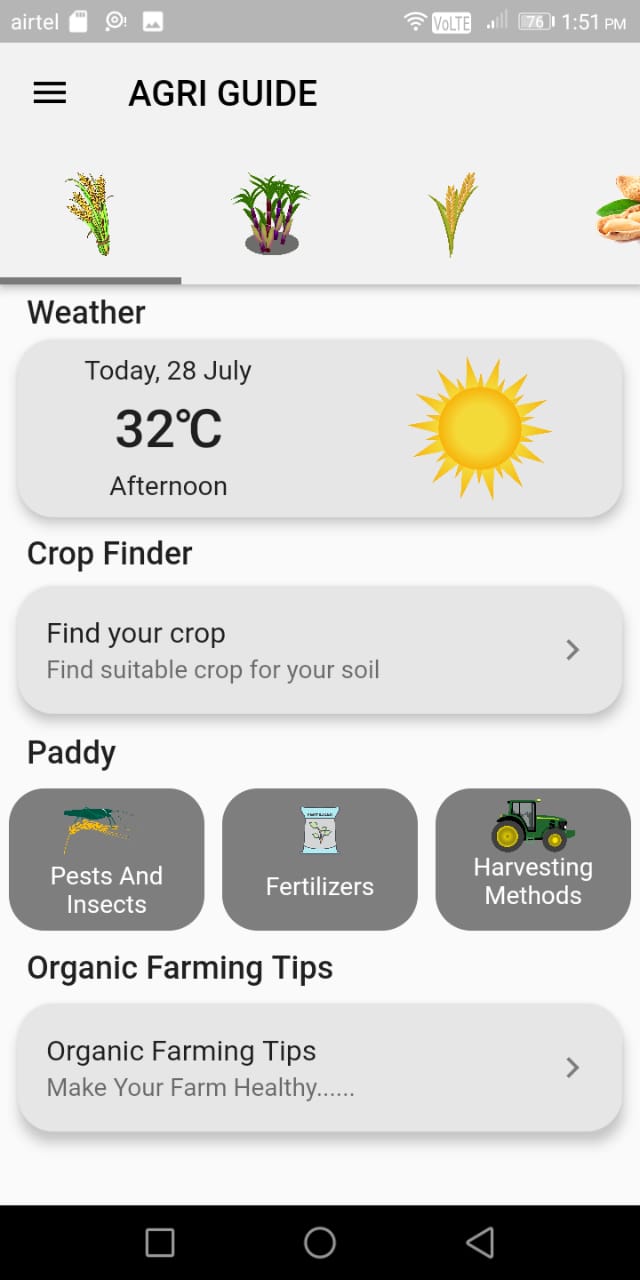 airtel VoLTE 76 1:51 PM
AGRI GUIDE
Weather
Today, 28 July
32℃
Afternoon
Crop Finder
Find your crop
Find suitable crop for your soil
Paddy
Pests And
Insects
Fertilizers
Harvesting
Methods
Organic Farming Tips
Organic Farming Tips
Make Your Farm Healthy......